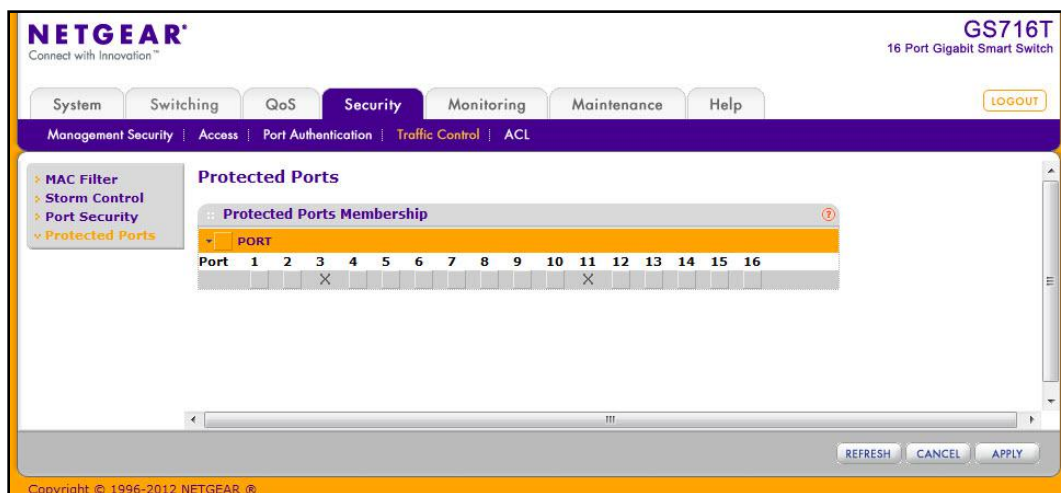 NETGEAR®
Connect with Innovation™
GS716T
16 Port Gigabit Smart Switch
System Switching QoS Security Monitoring Maintenance Help LOGOUT
Management Security | Access | Port Authentication | Traffic Control | ACL
MAC Filter
Storm Control
Port Security
Protected Ports
Protected Ports
Protected Ports Membership ?
PORT
Port 1 2 3 4 5 6 7 8 9 10 11 12 13 14 15 16
X X
REFRESH CANCEL APPLY
Copyright © 1996-2012 NETGEAR ®